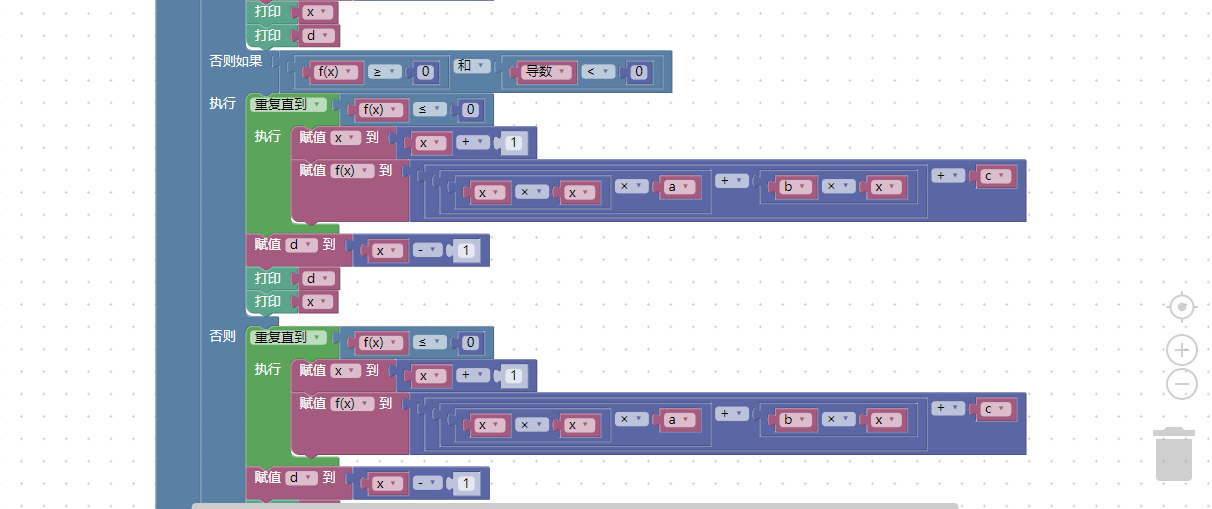 打印 x
打印 d
否则如果 f(x) ≥ 0 和 导数 < 0
执行 重复直到 f(x) ≤ 0
执行 赋值 x 到 x + 1
赋值 f(x) 到 x × x × a + b × x + c
赋值 d 到 x - 1
打印 d
打印 x
否则 重复直到 f(x) ≤ 0
执行 赋值 x 到 x + 1
赋值 f(x) 到 x × x × a + b × x + c
赋值 d 到 x - 1